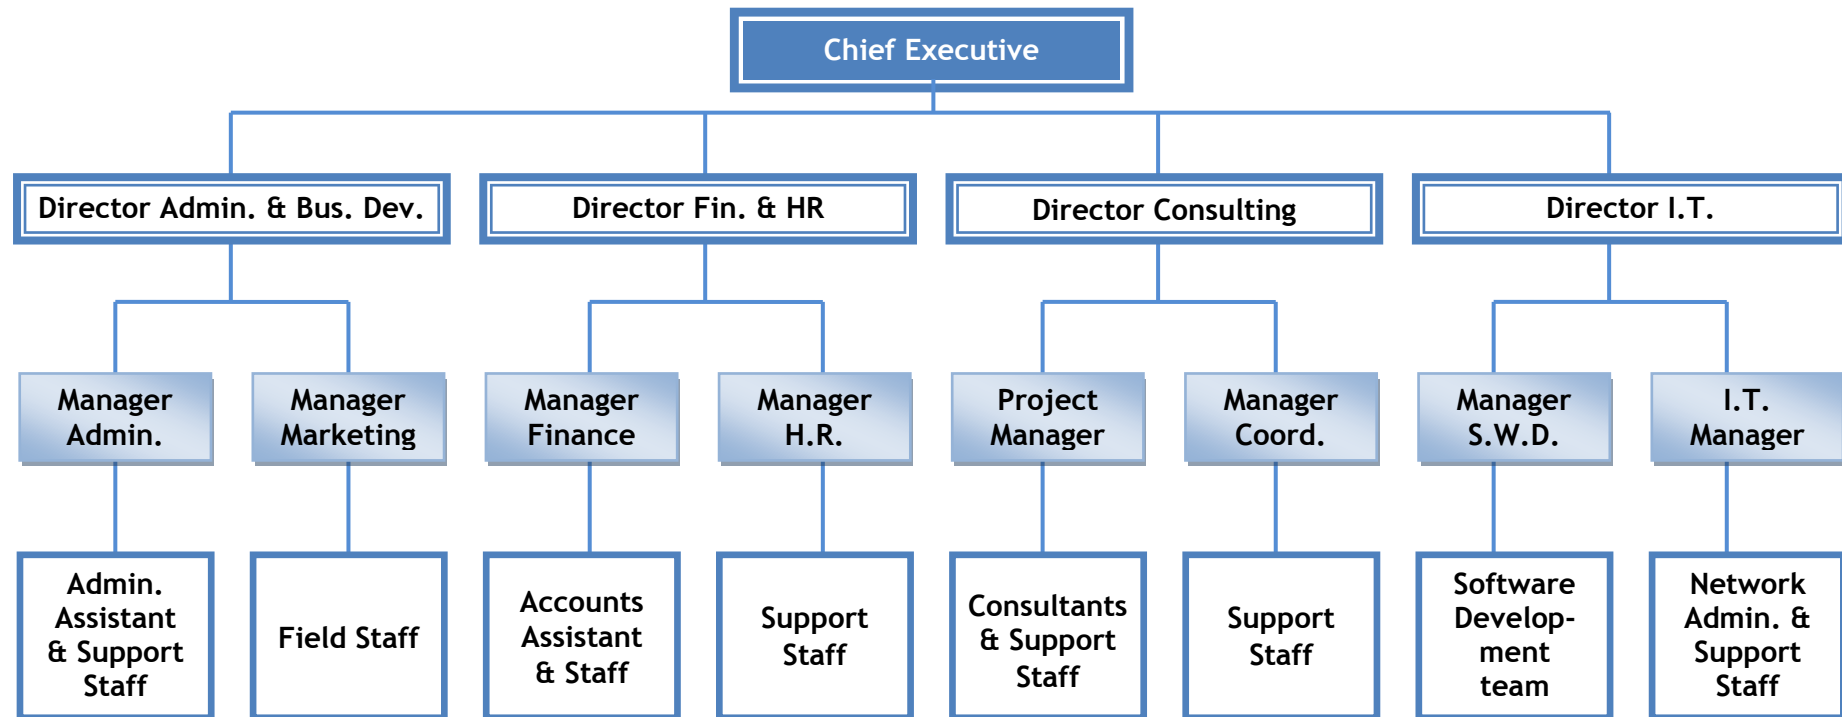 Chief Executive
Director Admin. & Bus. Dev.
Director Fin. & HR
Director Consulting
Director I.T.
Manager
Admin.
Manager
Marketing
Manager
Finance
Manager
H.R.
Project
Manager
Manager
Coord.
Manager
S.W.D.
I.T.
Manager
Admin.
Assistant
& Support
Staff
Field Staff
Accounts
Assistant
& Staff
Support
Staff
Consultants
& Support
Staff
Support
Staff
Software
Develop-
ment
team
Network
Admin. &
Support
Staff